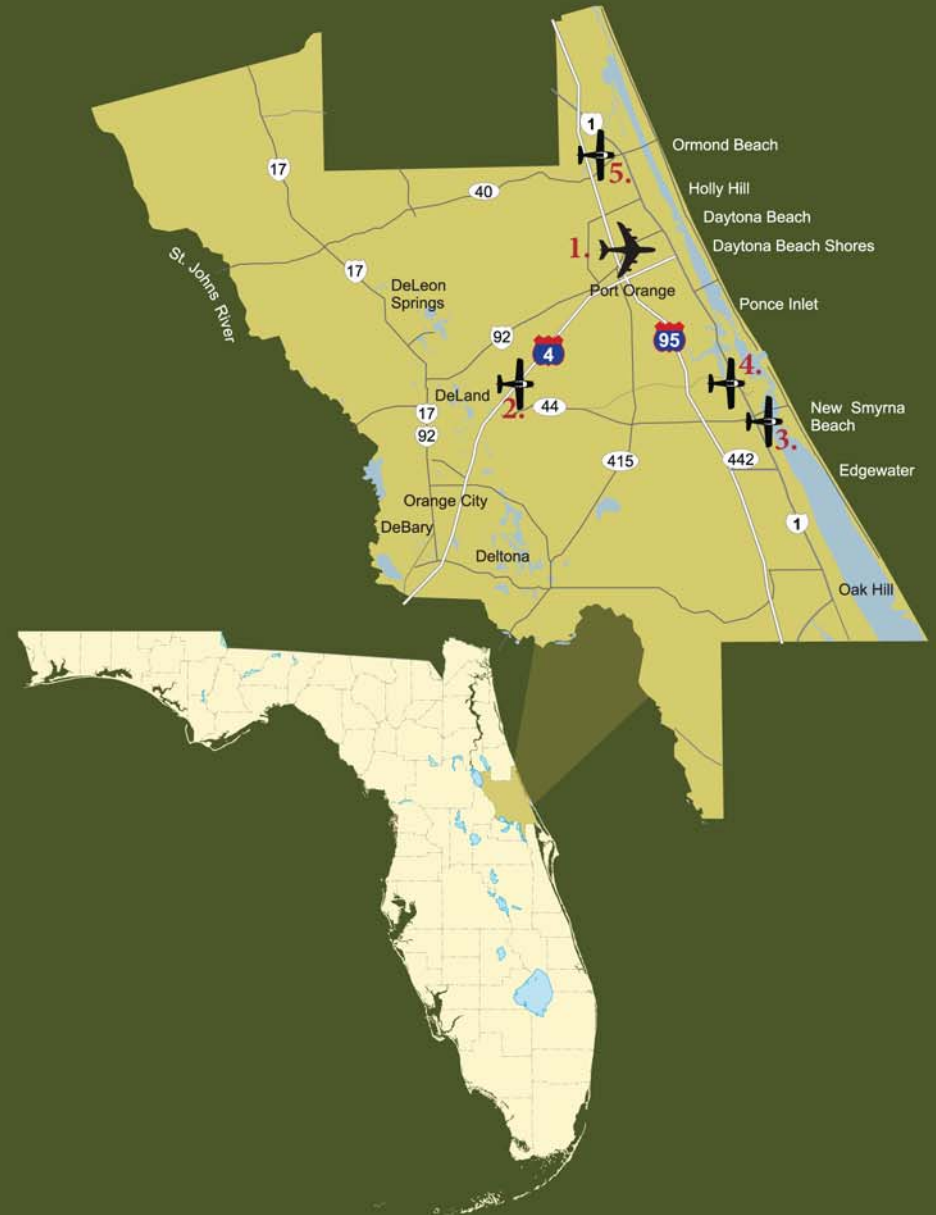 1
Ormond Beach
17
5.
Holly Hill
40
Daytona Beach
1.
Daytona Beach Shores
St. Johns River
17
DeLeon
Springs
Port Orange
Ponce Inlet
92
4
95
4.
DeLand
2.
44
17
92
New Smyrna
Beach
3.
415
442
Edgewater
Orange City
DeBary
1
Deltona
Oak Hill